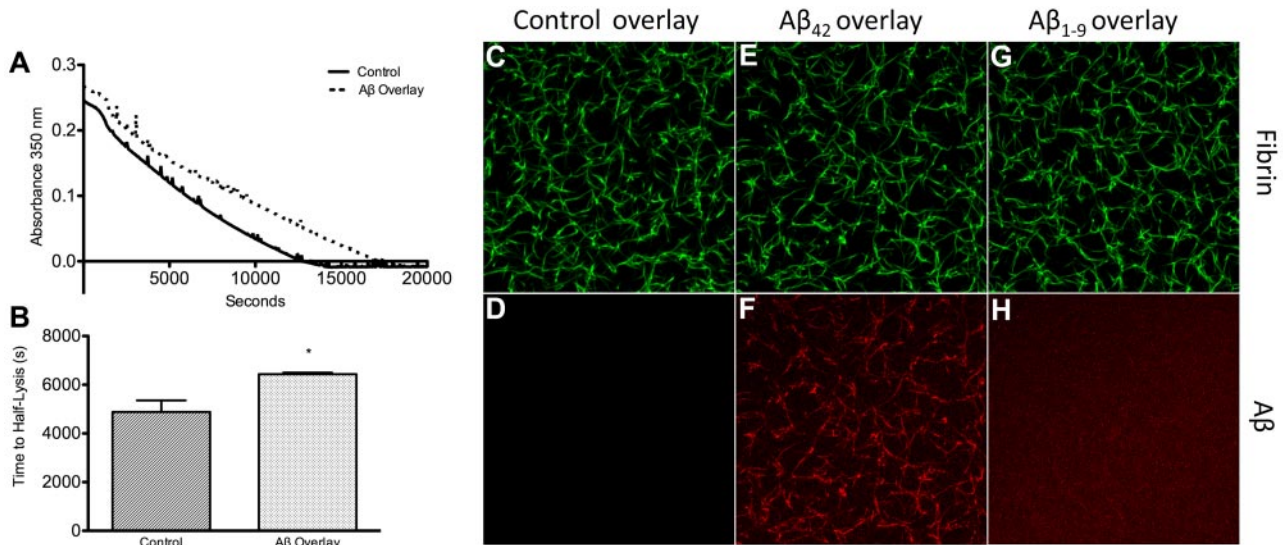 Control overlay
Aβ42 overlay
Aβ1-9 overlay
A
0.3
0.2
0.1
0.0
Absorbance 350 nm
Control
Aβ Overlay
5000
10000
15000
20000
Seconds
B
8000
6000
4000
2000
0
Time to Half-Lysis (s)
*
Control
Aβ Overlay
C
E
G
Fibrin
D
F
H
Aβ